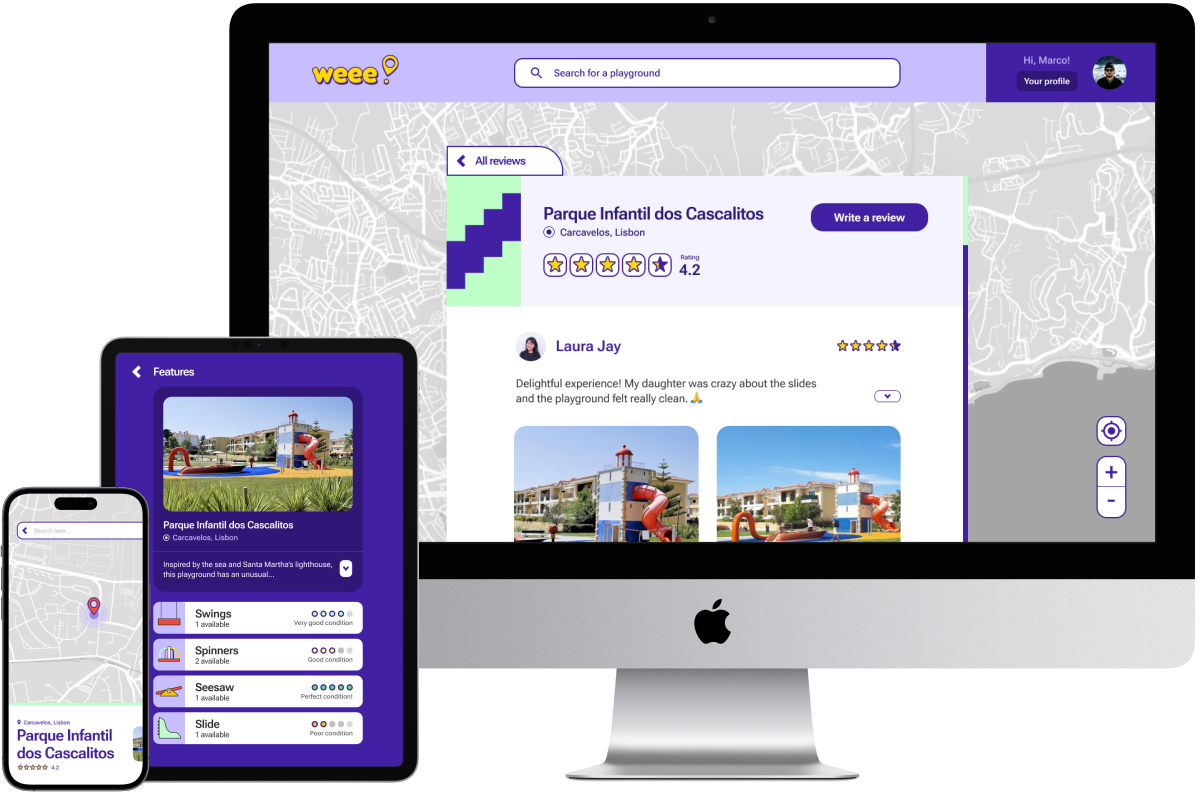 weee!
Search for a playground
Hi, Marco!
Your profile
All reviews
Parque Infantil dos Cascalitos
Carcavelos, Lisbon
Rating
4.2
Write a review
Laura Jay
Delightful experience! My daughter was crazy about the slides
and the playground felt really clean. 🙏
+
-
Features
Parque Infantil dos Cascalitos
Carcavelos, Lisbon
Inspired by the sea and Santa Martha's lighthouse,
this playground has an unusual...
Swings
1 available
Very good condition
Spinners
2 available
Good condition
Seesaw
1 available
Perfect condition!
Slide
1 available
Poor condition
Search here...
Carcavelos, Lisbon
Parque Infantil
dos Cascalitos
4.2